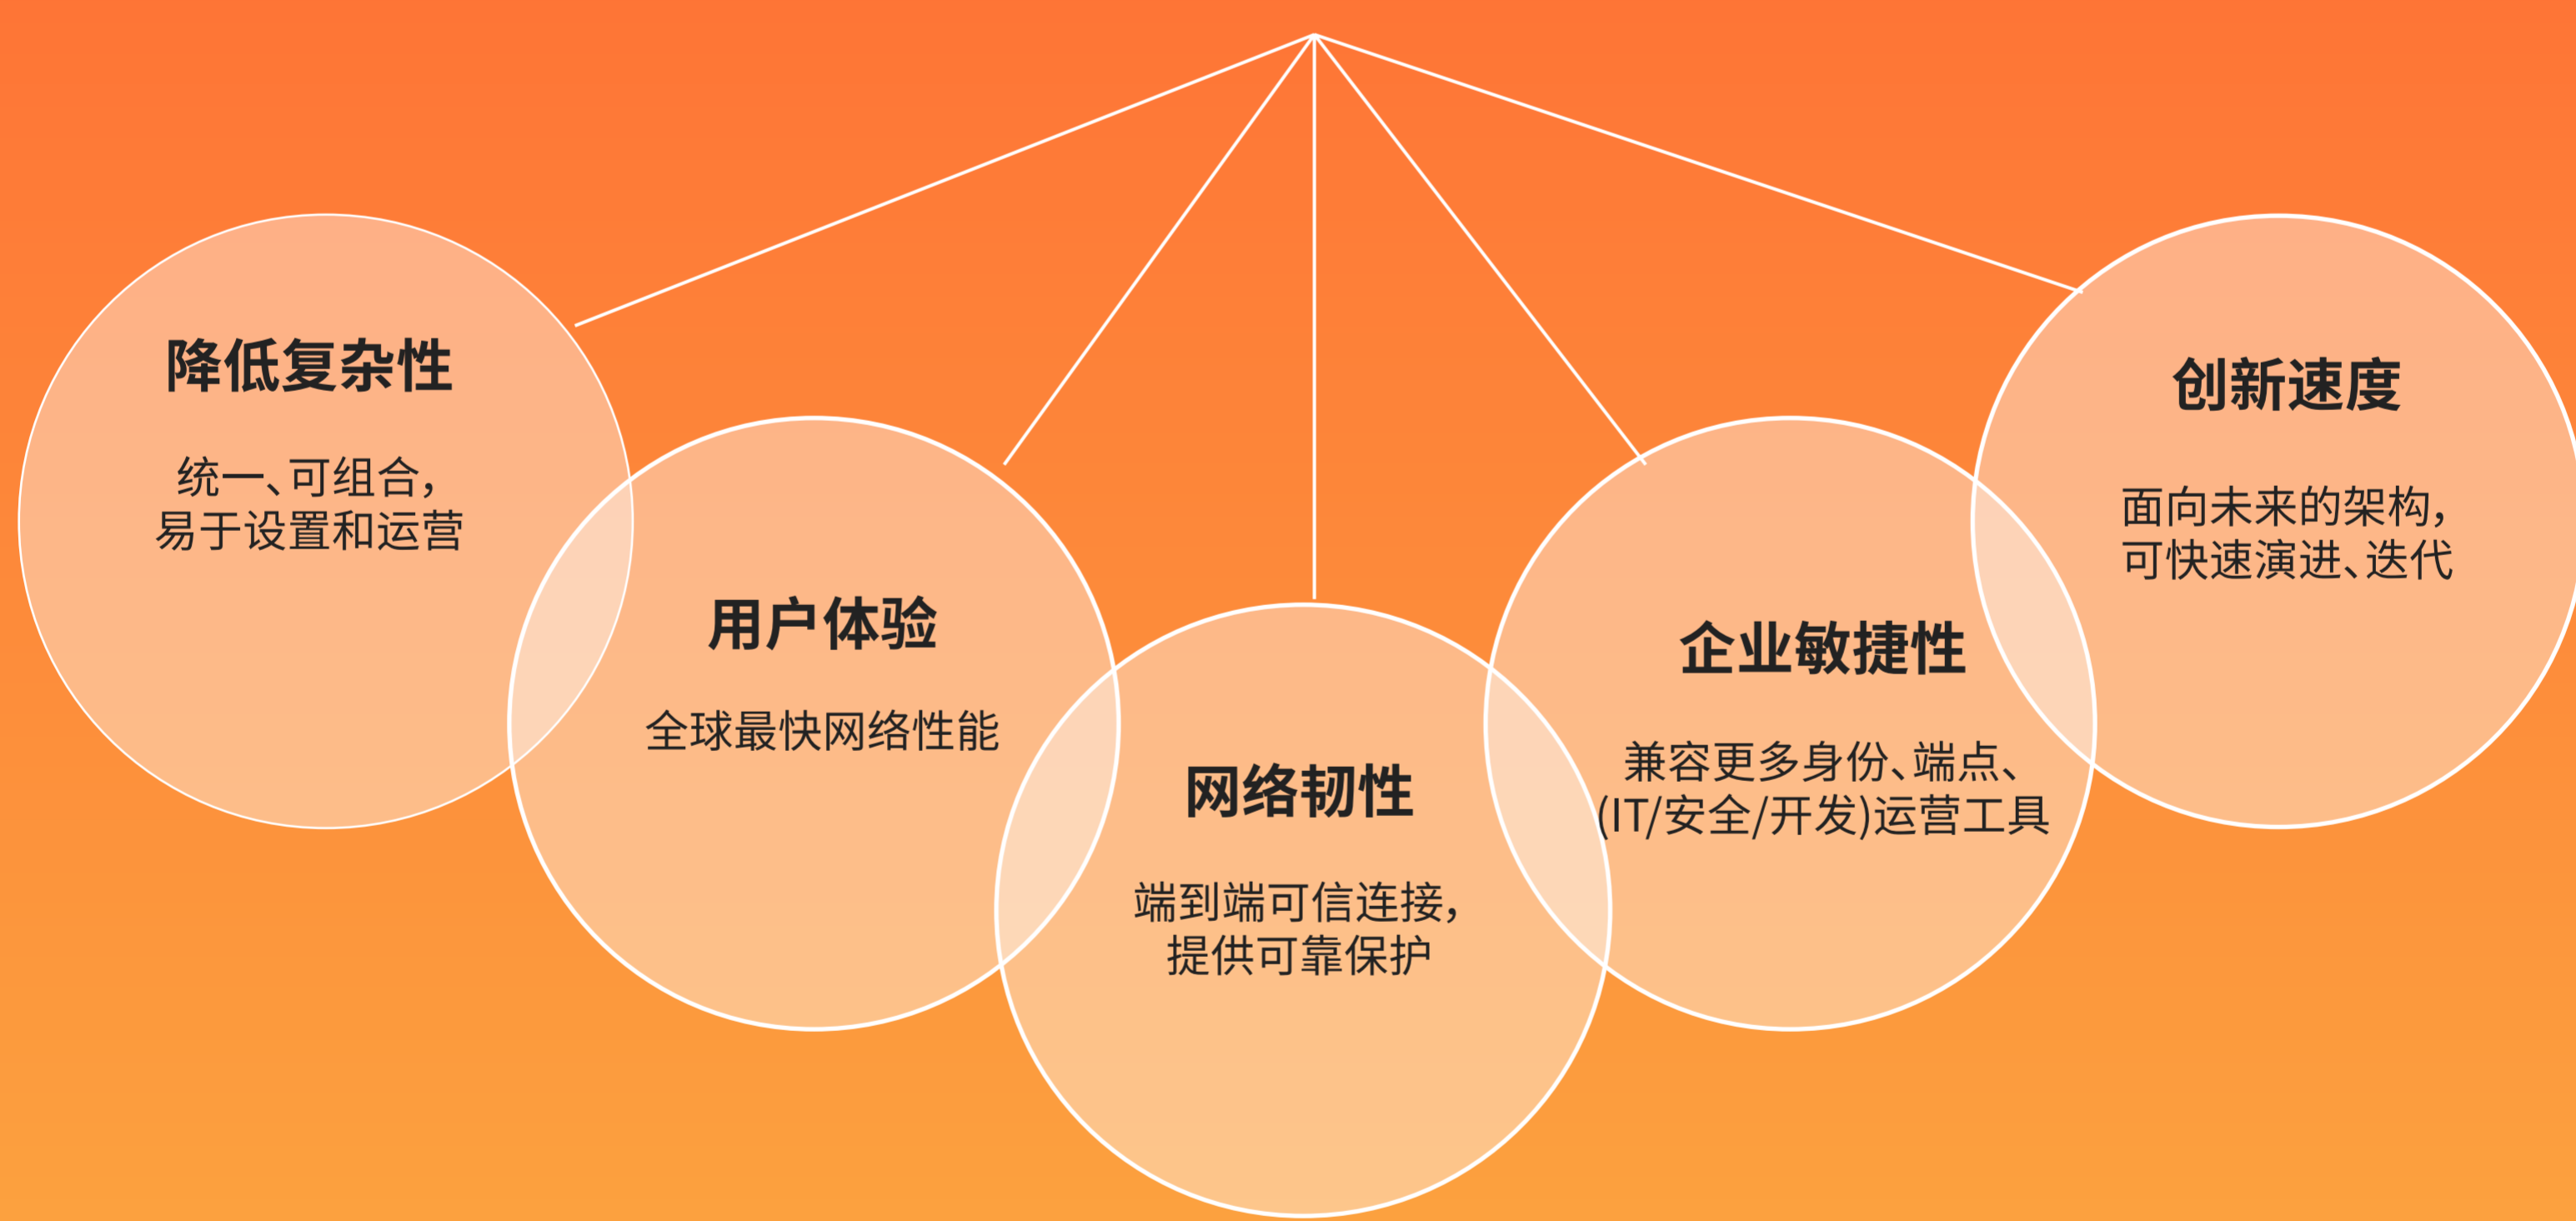 降低复杂性
统一、可组合，
易于设置和运营
用户体验
全球最快网络性能
网络韧性
端到端可信连接，
提供可靠保护
企业敏捷性
兼容更多身份、端点、
(IT/安全/开发)运营工具
创新速度
面向未来的架构，
可快速演进、迭代